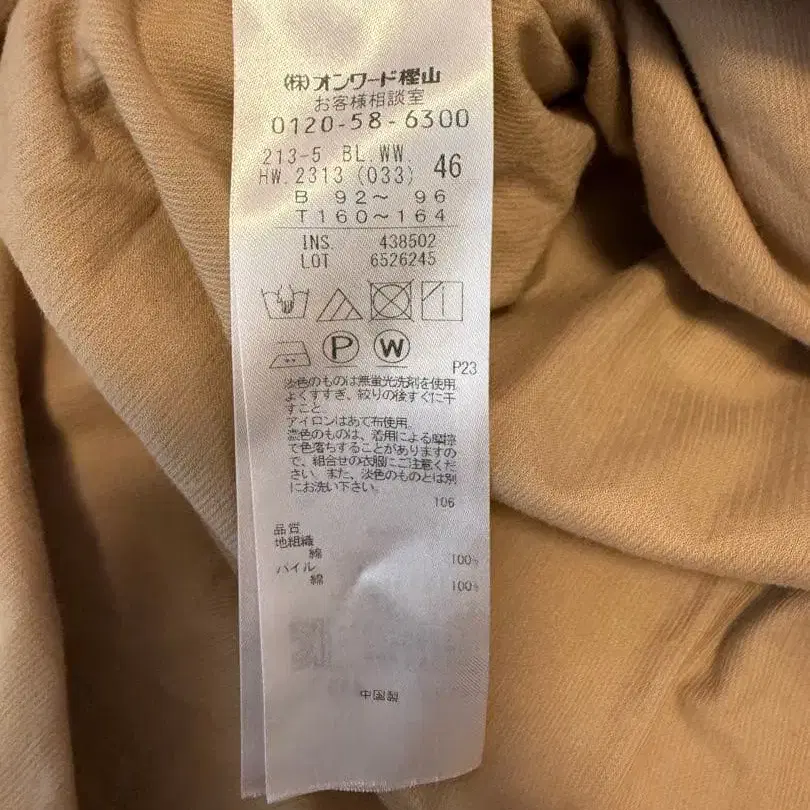 (株)オンワード樫山
お客様相談室
0120-58-6300
213-5 BL.WW.
HW.2313 (033) 46
B 92～ 96
T160～164
INS. 438502
LOT 6526245
P W
P23
淡色のものは無蛍光洗剤を使用
よくすすぎ、絞りの後すぐに干
すこと。
アイロンはあて布使用。
濃色のものは、着用による摩擦
で色落ちすることがありますの
で、組合せの衣服にご注意くだ
さい。また、淡色のものとは別
にお洗い下さい。
106
品質
地組織
綿 100%
パイル
綿 100%